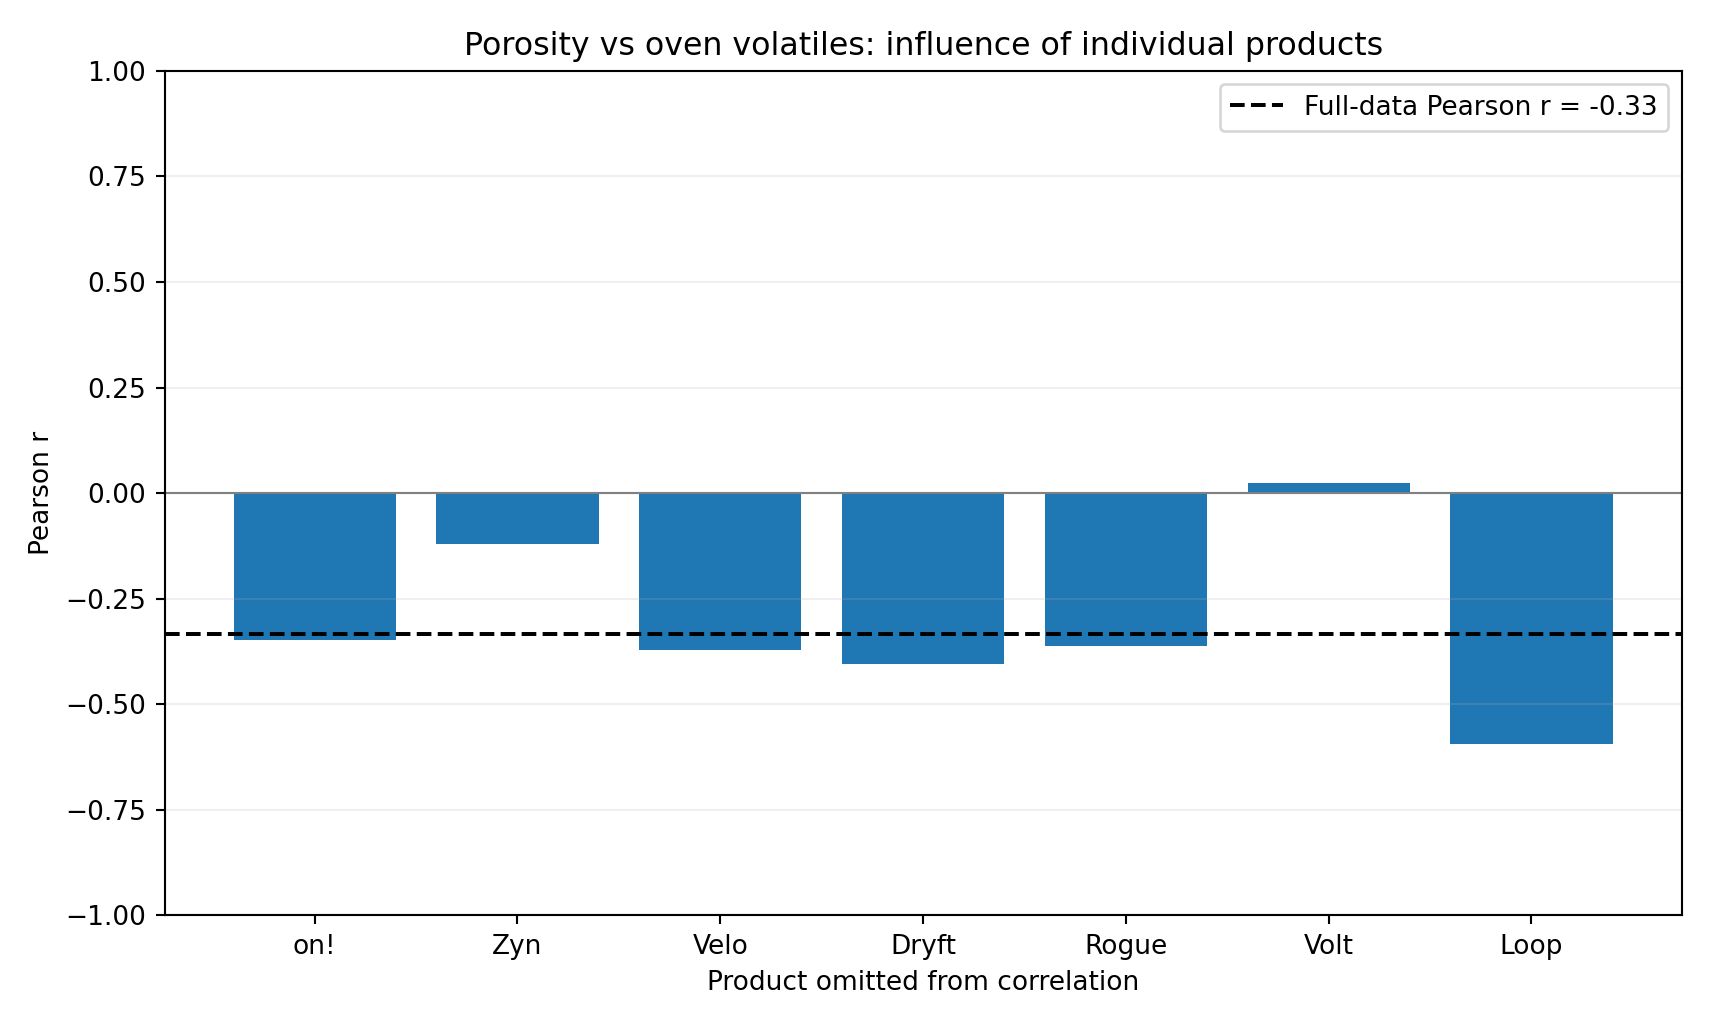 Porosity vs oven volatiles: influence of individual products
Full-data Pearson r = -0.33
Pearson r
1.00
0.75
0.50
0.25
0.00
−0.25
−0.50
−0.75
−1.00
on! Zyn Velo Dryft Rogue Volt Loop
Product omitted from correlation